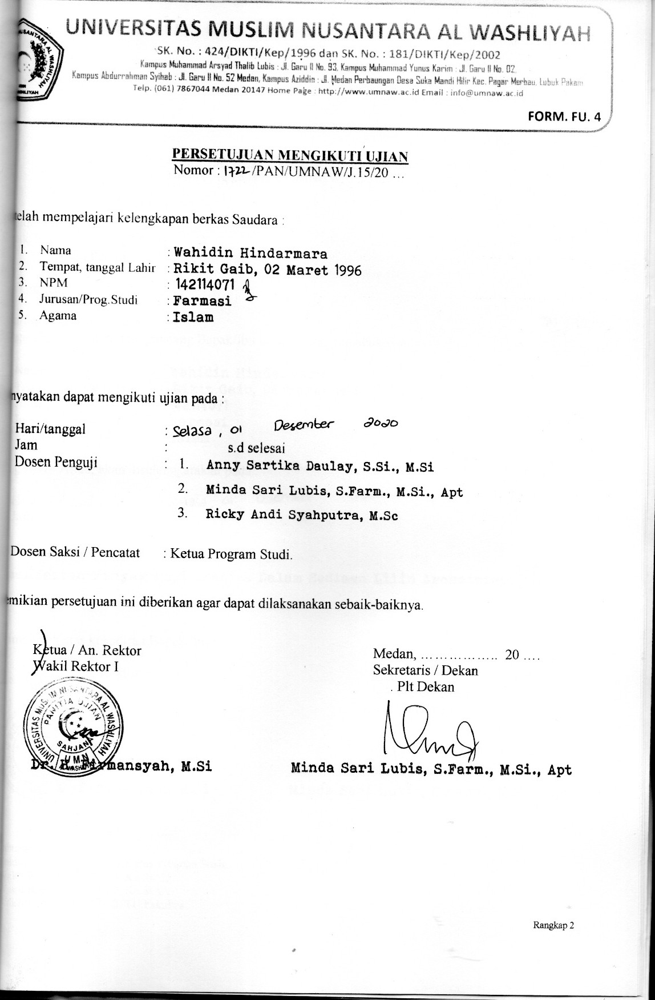 UNIVERSITAS MUSLIM NUSANTARA AL WASHLIYAH
SK. No. : 424/DIKTI/Kep/1996 dan SK. No. : 181/DIKTI/Kep/2002
Kampus Muhammad Arsyad Thalib Lubis : Jl. Garu II No. 93, Kampus Muhammad Yunus Karim : Jl. Garu II No. 02,
Kampus Abdurrahman Syihab : Jl. Garu II No. 52 Medan, Kampus Aziddin : Jl. Medan Perbaungan Desa Suka Mandi Hilir Kec. Pagar Merbau, Lubuk Pakam
Telp. (061) 7867044 Medan 20147 Home Page : http://www.umnaw.ac.id Email : info@umnaw.ac.id
FORM. FU. 4
PERSETUJUAN MENGIKUTI UJIAN
Nomor : 1722/PAN/UMNAW/J.15/20 ...
telah mempelajari kelengkapan berkas Saudara :
1. Nama : Wahidin Hindarmara
2. Tempat, tanggal Lahir : Rikit Gaib, 02 Maret 1996
3. NPM : 142114071
4. Jurusan/Prog.Studi : Farmasi
5. Agama : Islam
nyatakan dapat mengikuti ujian pada :
Hari/tanggal : Selasa, 01 Desember 2020
Jam : s.d selesai
Dosen Penguji : 1. Anny Sartika Daulay, S.Si., M.Si
2. Minda Sari Lubis, S.Farm., M.Si., Apt
3. Ricky Andi Syahputra, M.Sc
Dosen Saksi / Pencatat : Ketua Program Studi.
emikian persetujuan ini diberikan agar dapat dilaksanakan sebaik-baiknya.
Ketua / An. Rektor
Wakil Rektor I
Medan, ................. 20 ....
Sekretaris / Dekan
. Plt Dekan
UNIVERSITAS MUSLIM NUSANTARA AL WASHLIYAH
PANITIA UJIAN
SARJANA
UMN
Dr. H. Firmansyah, M.Si
Minda Sari Lubis, S.Farm., M.Si., Apt
Rangkap 2